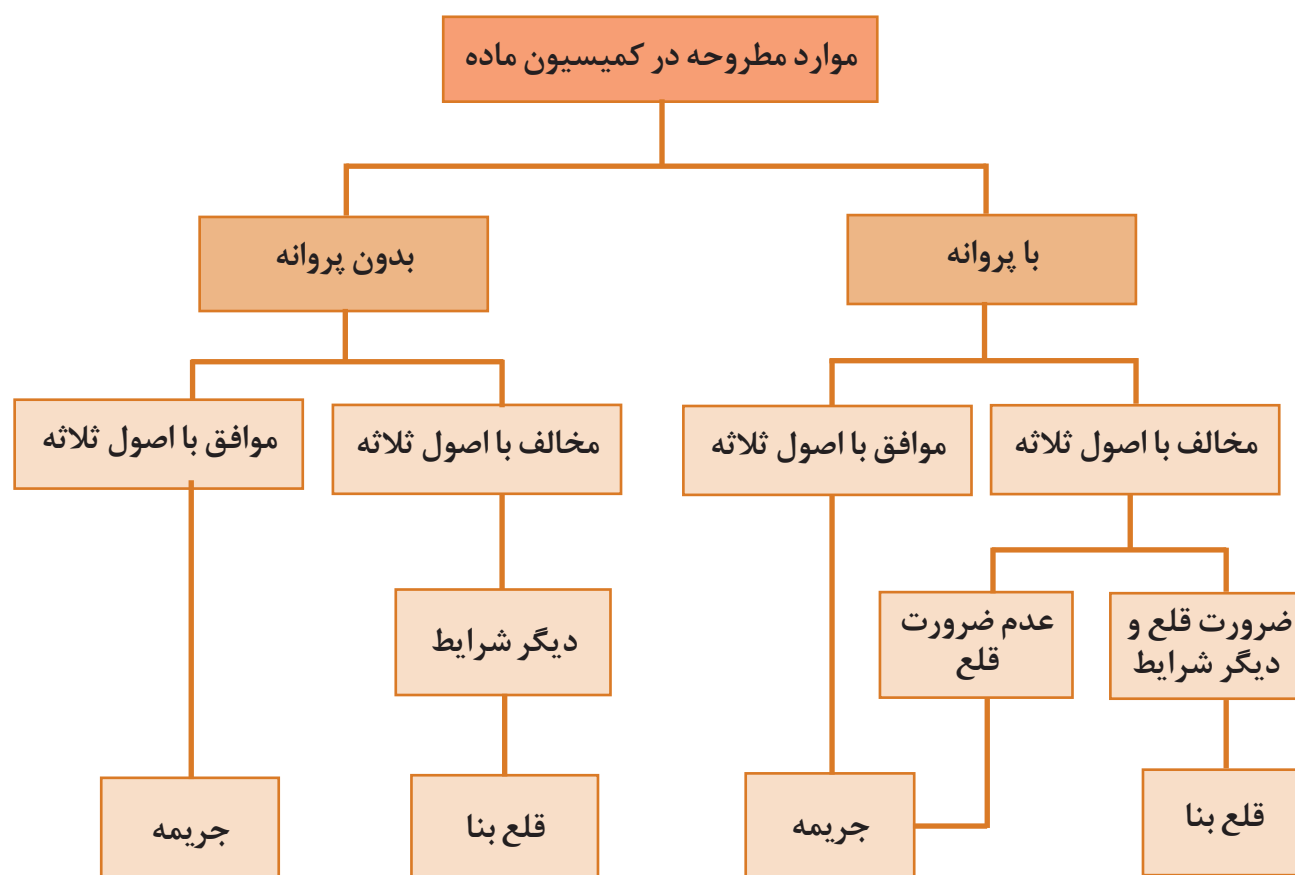 موارد مطروحه در کمیسیون ماده
با پروانه
بدون پروانه
مخالف با اصول ثلاثه
موافق با اصول ثلاثه
مخالف با اصول ثلاثه
موافق با اصول ثلاثه
ضرورت قلع و
دیگر شرایط
عدم ضرورت
قلع
دیگر شرایط
قلع بنا
جریمه
قلع بنا
جریمه